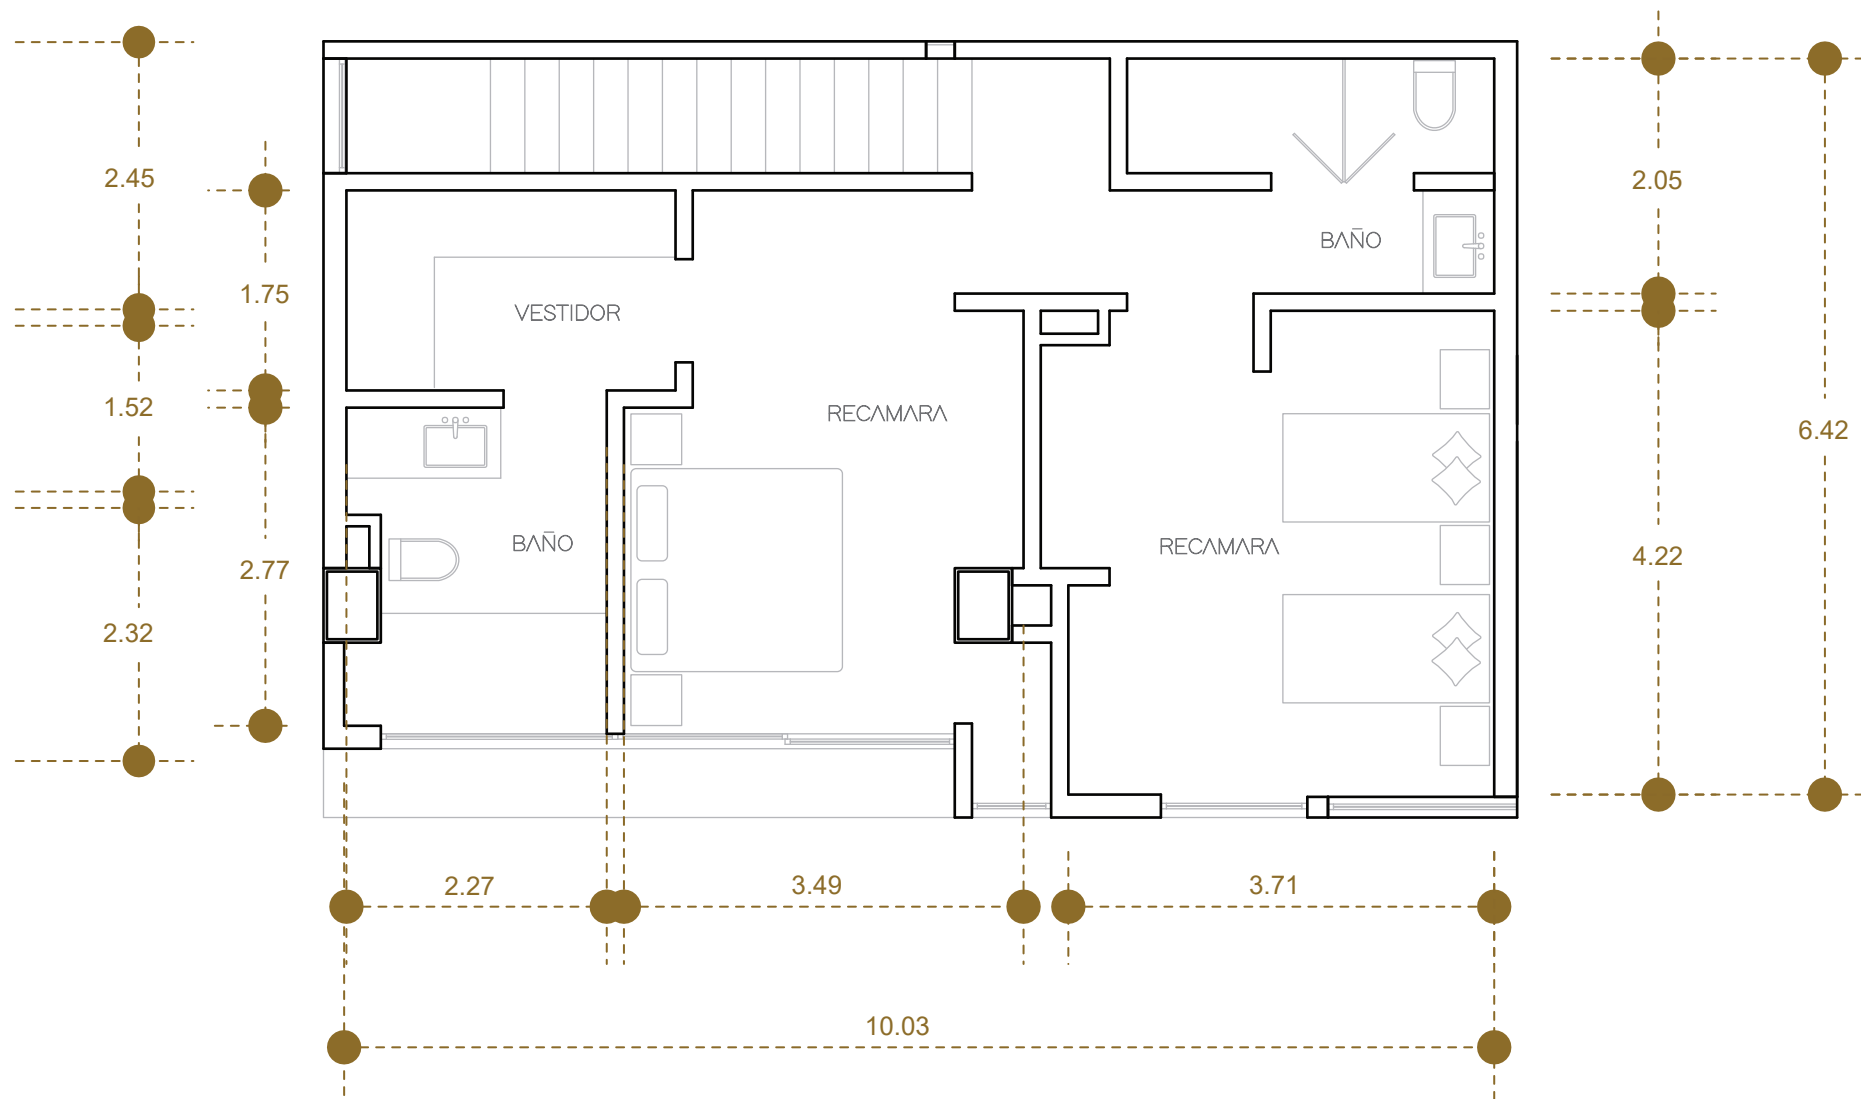 2.45
2.05
BAÑO
1.75
VESTIDOR
1.52
RECAMARA
6.42
BAÑO
RECAMARA
4.22
2.77
2.32
2.27
3.49
3.71
10.03